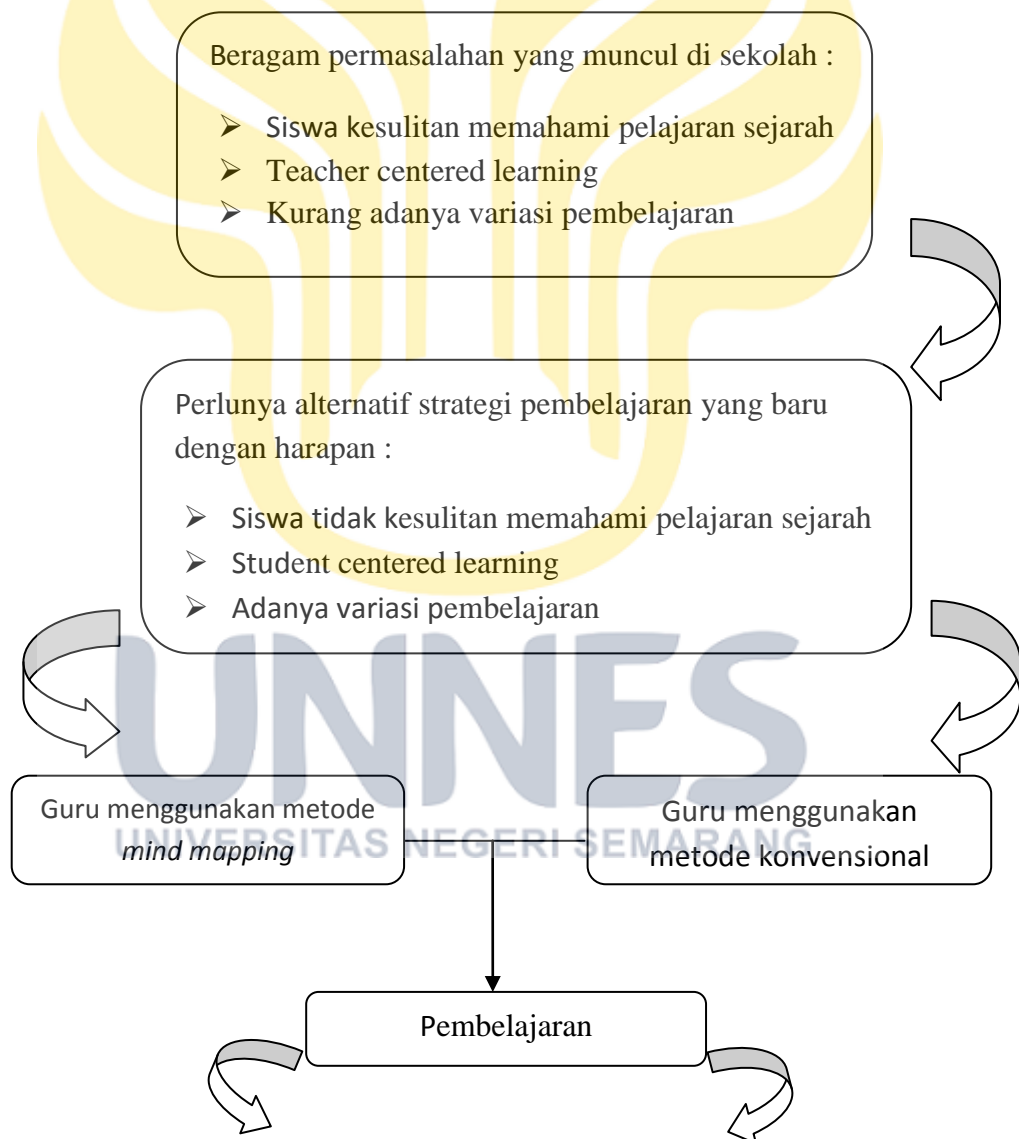 Beragam permasalahan yang muncul di sekolah :
➢ Siswa kesulitan memahami pelajaran sejarah
➢ Teacher centered learning
➢ Kurang adanya variasi pembelajaran
Perlunya alternatif strategi pembelajaran yang baru
dengan harapan :
➢ Siswa tidak kesulitan memahami pelajaran sejarah
➢ Student centered learning
➢ Adanya variasi pembelajaran
UNNES
UNIVERSITAS NEGERI SEMARANG
Guru menggunakan metode
mind mapping
Guru menggunakan
metode konvensional
Pembelajaran